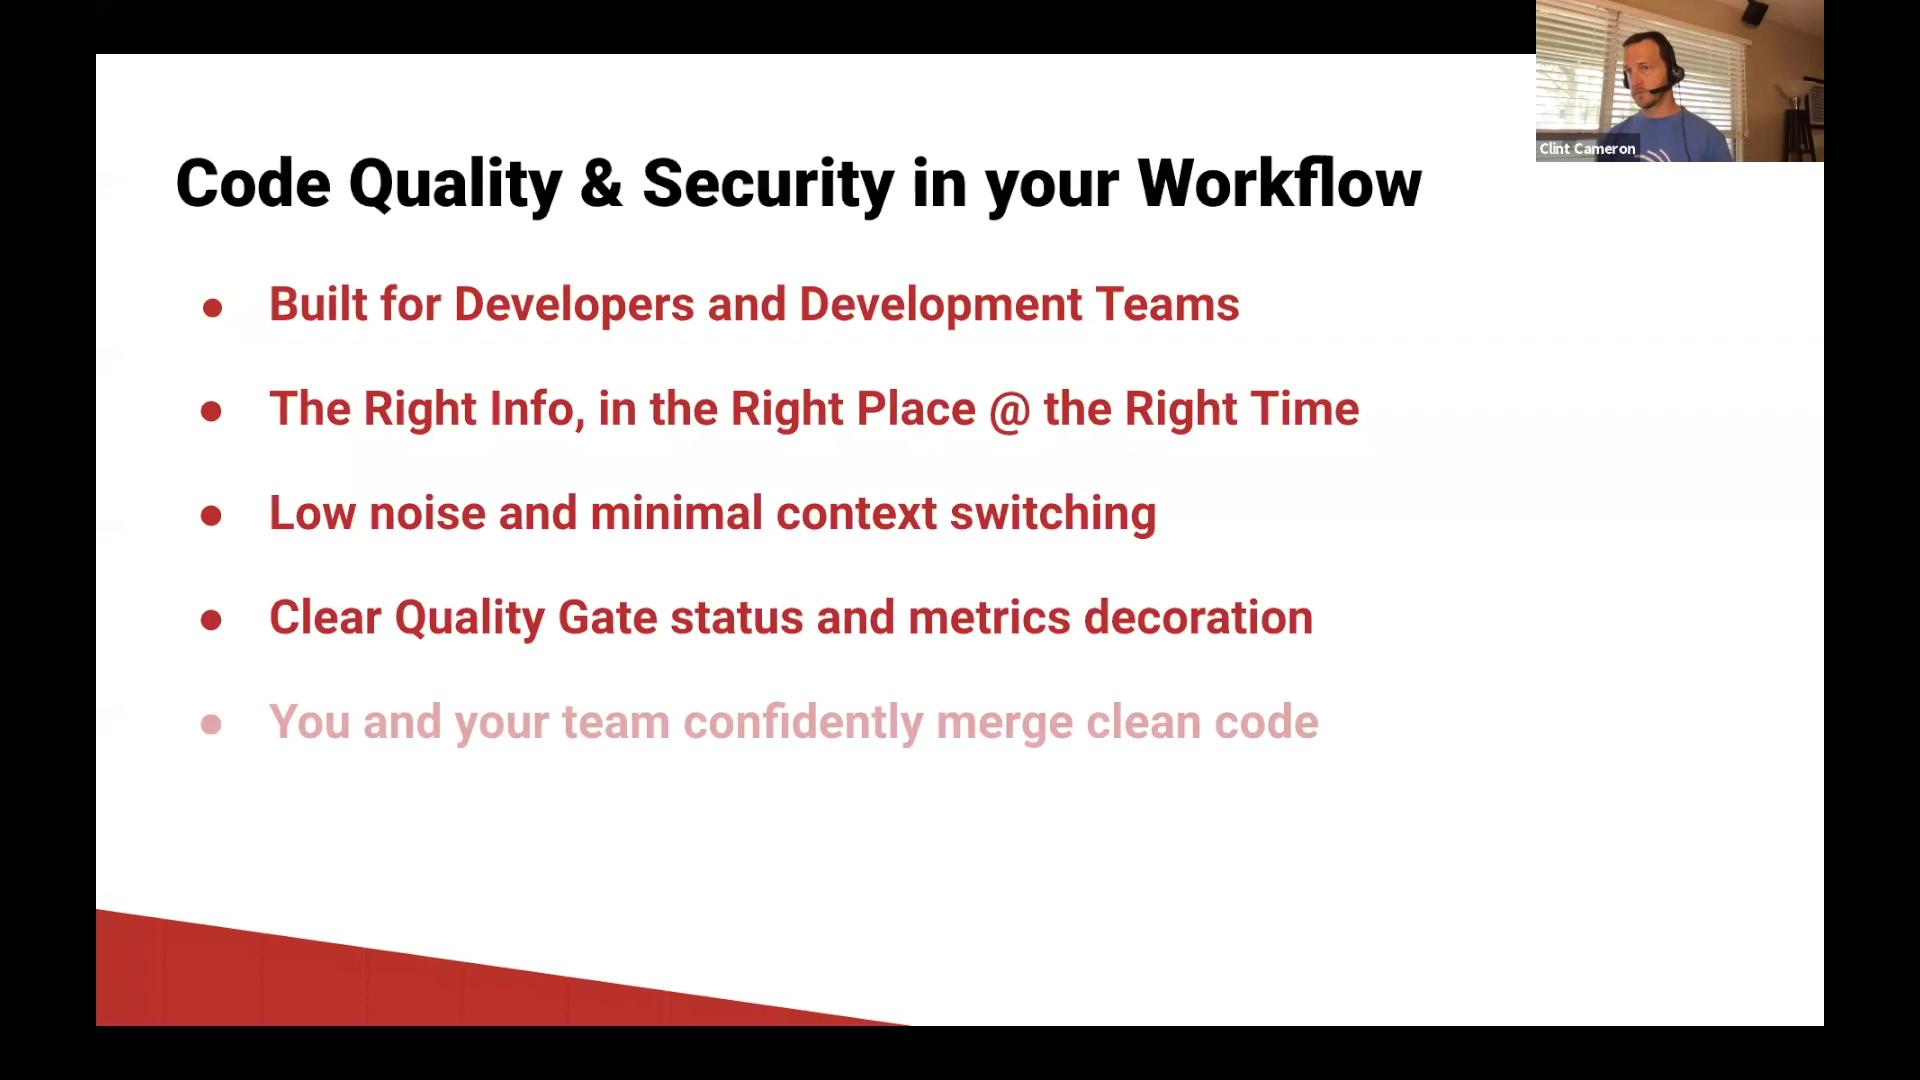 Clint Cameron
Code Quality & Security in your Workflow
● Built for Developers and Development Teams
● The Right Info, in the Right Place @ the Right Time
● Low noise and minimal context switching
● Clear Quality Gate status and metrics decoration
● You and your team confidently merge clean code